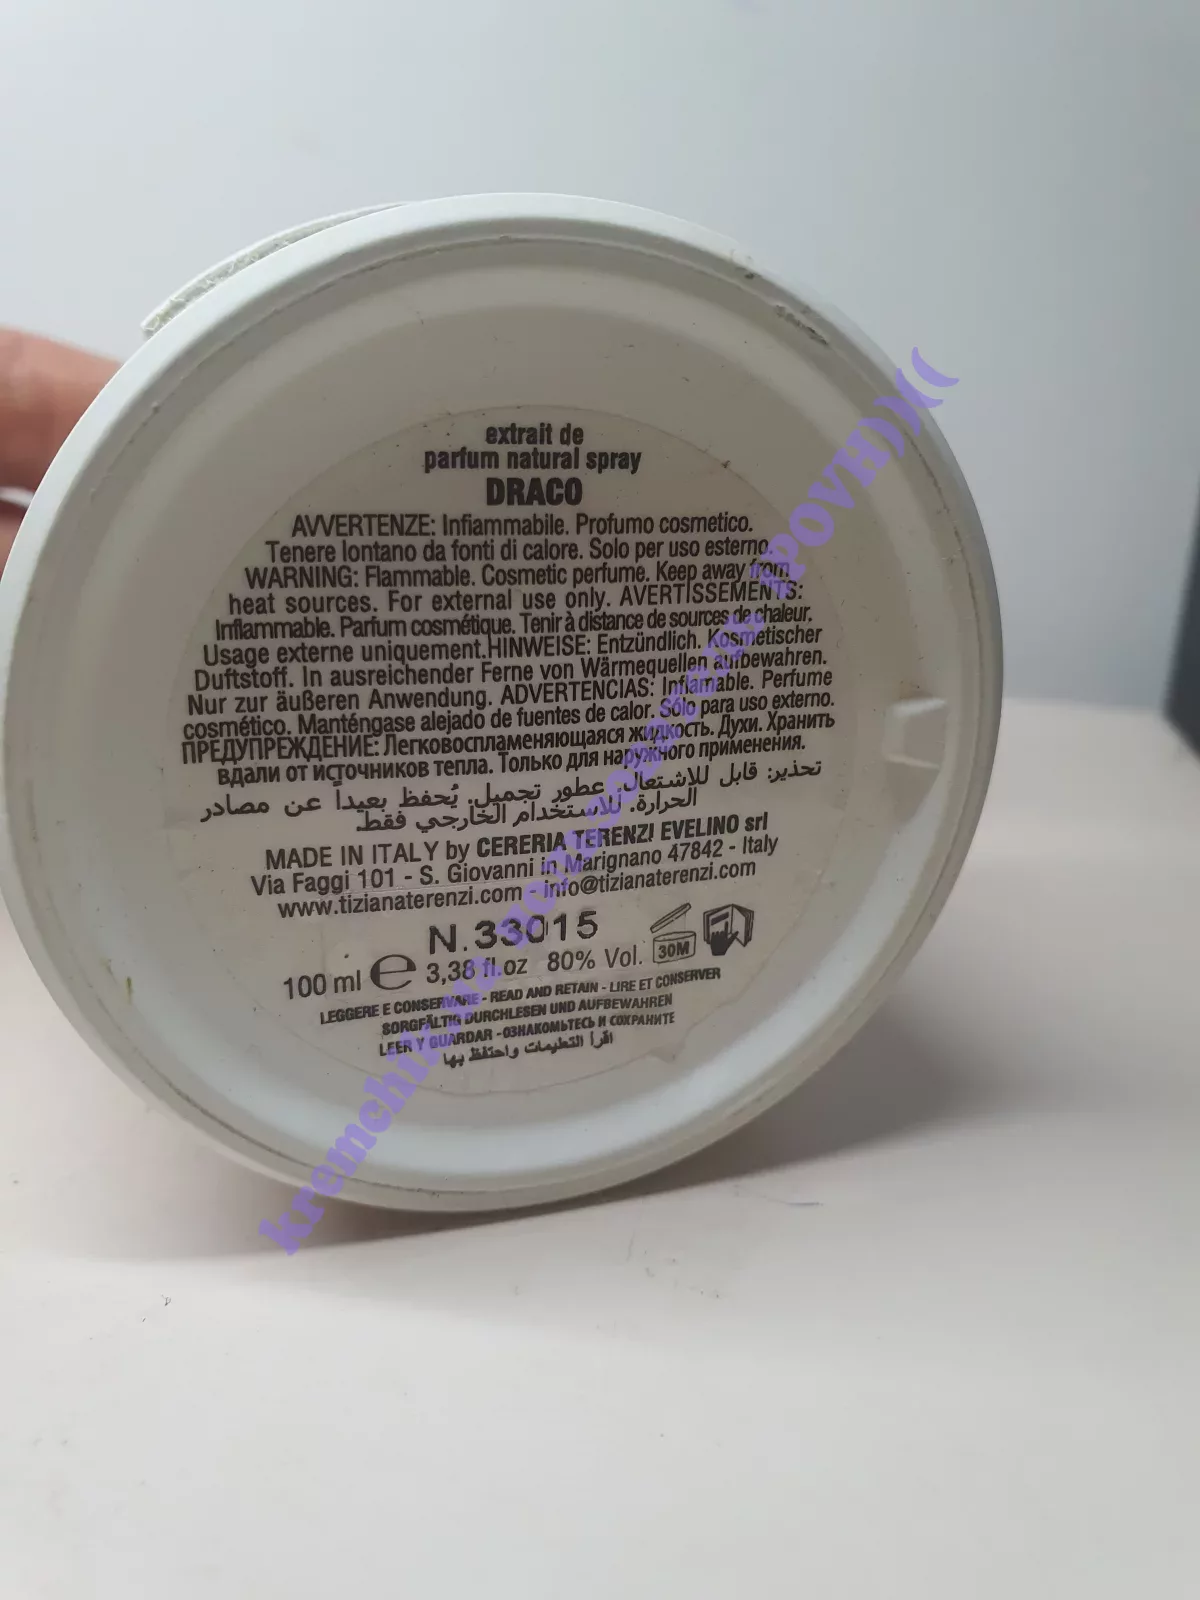 extrait de
parfum natural spray
DRACO
AVVERTENZE: Infiammabile. Profumo cosmetico.
Tenere lontano da fonti di calore. Solo per uso esterno.
WARNING: Flammable. Cosmetic perfume. Keep away from
heat sources. For external use only. AVERTISSEMENTS:
Inflammable. Parfum cosmétique. Tenir à distance de sources de chaleur.
Usage externe uniquement.HINWEISE: Entzündlich. Kosmetischer
Duftstoff. In ausreichender Ferne von Wärmequellen aufbewahren.
Nur zur äußeren Anwendung. ADVERTENCIAS: Inflamable. Perfume
cosmético. Manténgase alejado de fuentes de calor. Sólo para uso externo.
ПРЕДУПРЕЖДЕНИЕ: Легковоспламеняющаяся жидкость. Духи. Хранить
вдали от источников тепла. Только для наружного применения.
تحذير: قابل للاشتعال. عطور تجميل. يُحفظ بعيداً عن مصادر
الحرارة. للاستخدام الخارجي فقط.
MADE IN ITALY by CERERIA TERENZI EVELINO srl
Via Faggi 101 - S. Giovanni in Marignano 47842 - Italy
www.tizianaterenzi.com - info@tizianaterenzi.com
N.33015
100 ml e 3,38 fl.oz 80% Vol. 30M
LEGGERE E CONSERVARE - READ AND RETAIN - LIRE ET CONSERVER
SORGFÄLTIG DURCHLESEN UND AUFBEWAHREN
LEER Y GUARDAR - ОЗНАКОМЬТЕСЬ И СОХРАНИТЕ
اقرأ التعليمات واحتفظ بها